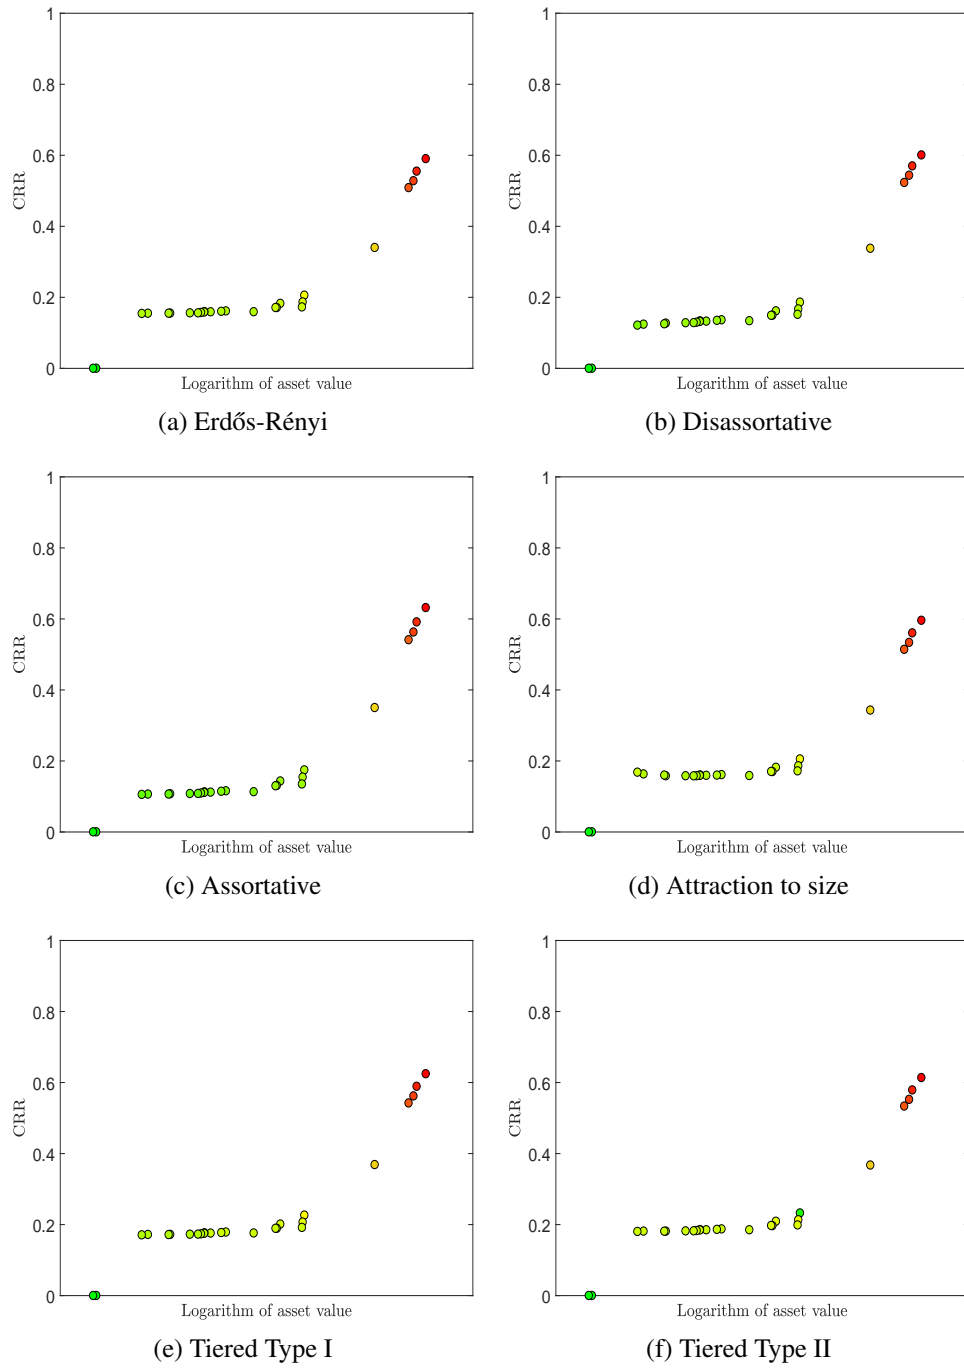 1
0.8
0.6
CRR
0.4
0.2
0
Logarithm of asset value
(a) Erdős-Rényi
1
0.8
0.6
CRR
0.4
0.2
0
Logarithm of asset value
(b) Disassortative
1
0.8
0.6
CRR
0.4
0.2
0
Logarithm of asset value
(c) Assortative
1
0.8
0.6
CRR
0.4
0.2
0
Logarithm of asset value
(d) Attraction to size
1
0.8
0.6
CRR
0.4
0.2
0
Logarithm of asset value
(e) Tiered Type I
1
0.8
0.6
CRR
0.4
0.2
0
Logarithm of asset value
(f) Tiered Type II